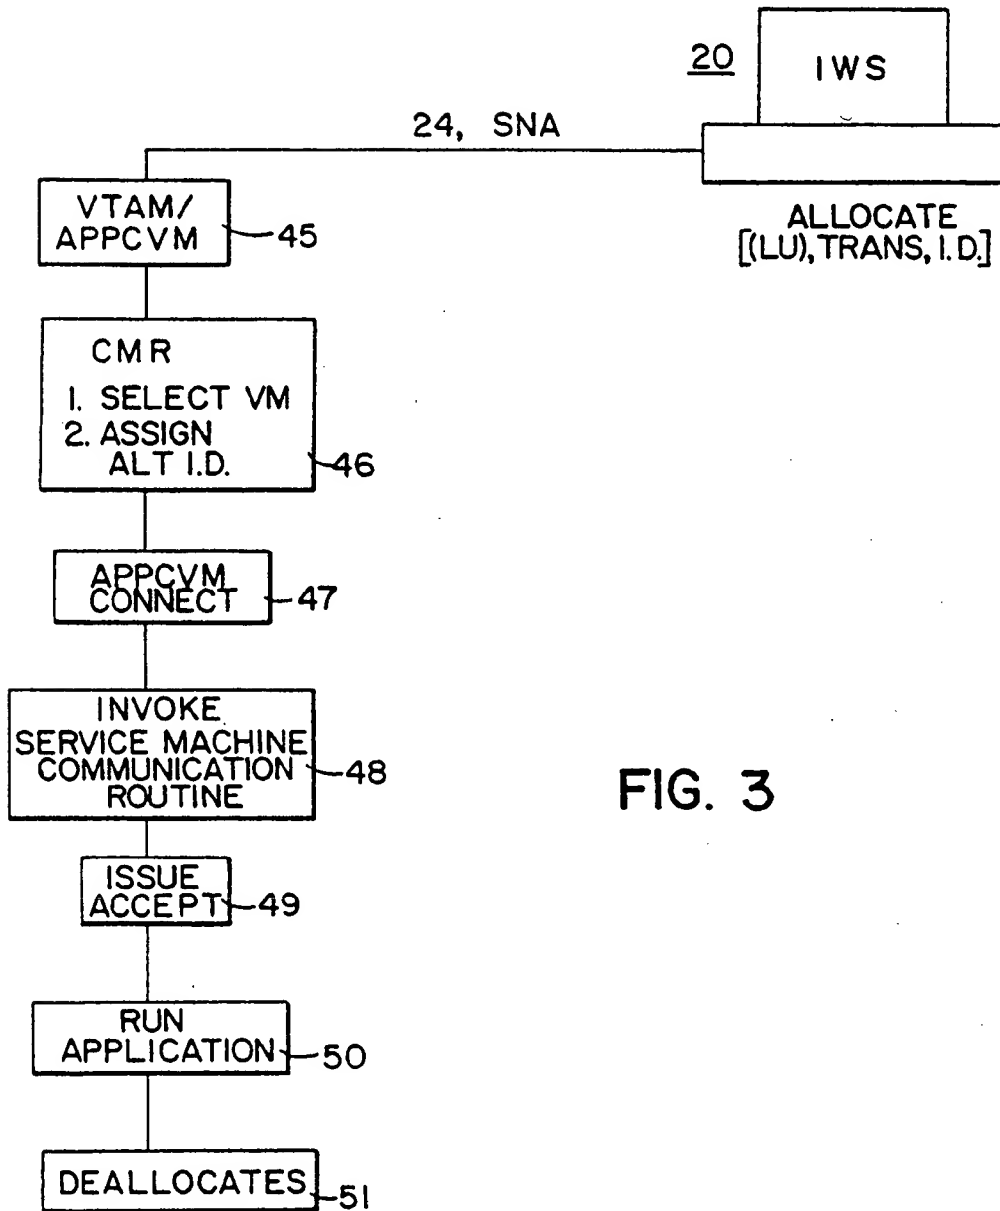 20
IWS
24, SNA
ALLOCATE
[(LU), TRANS, I.D.]
VTAM/
APPCVM
45
CMR
1. SELECT VM
2. ASSIGN
ALT I.D.
46
APPCVM
CONNECT
47
INVOKE
SERVICE MACHINE
COMMUNICATION
ROUTINE
48
FIG. 3
ISSUE
ACCEPT
49
RUN
APPLICATION
50
DEALLOCATES
51